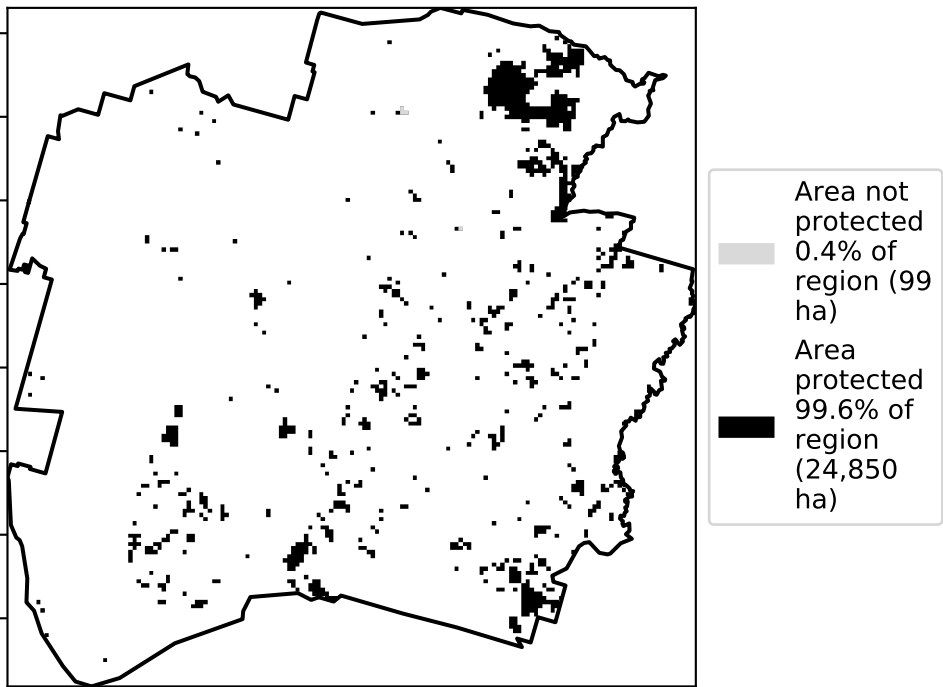 Area not
protected
0.4% of
region (99
ha)
Area
protected
99.6% of
region
(24,850
ha)